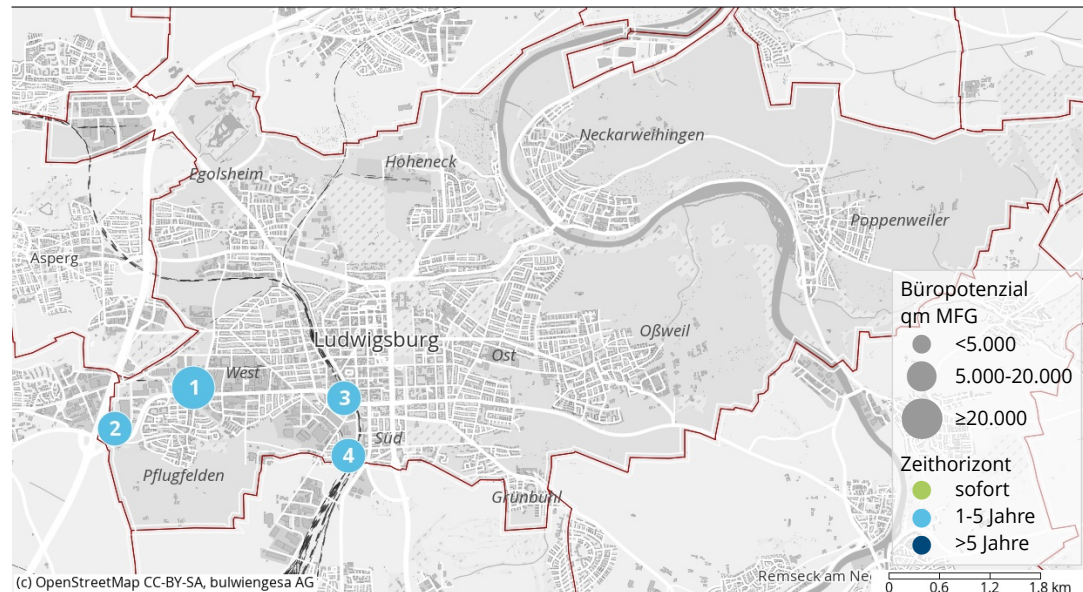 Neckarweihingen
Hoheneck
Egolsheim
Poppenweiler
Asperg
Oßweil
Ludwigsburg
Ost
West
1
3
2
4
Süd
Pflugfelden
Grünbühl
Remseck am Ne
Büropotenzial
qm MFG
<5.000
5.000-20.000
≥20.000
Zeithorizont
sofort
1-5 Jahre
>5 Jahre
0 0.6 1.2 1.8 km
(c) OpenStreetMap CC-BY-SA, bulwiengesa AG